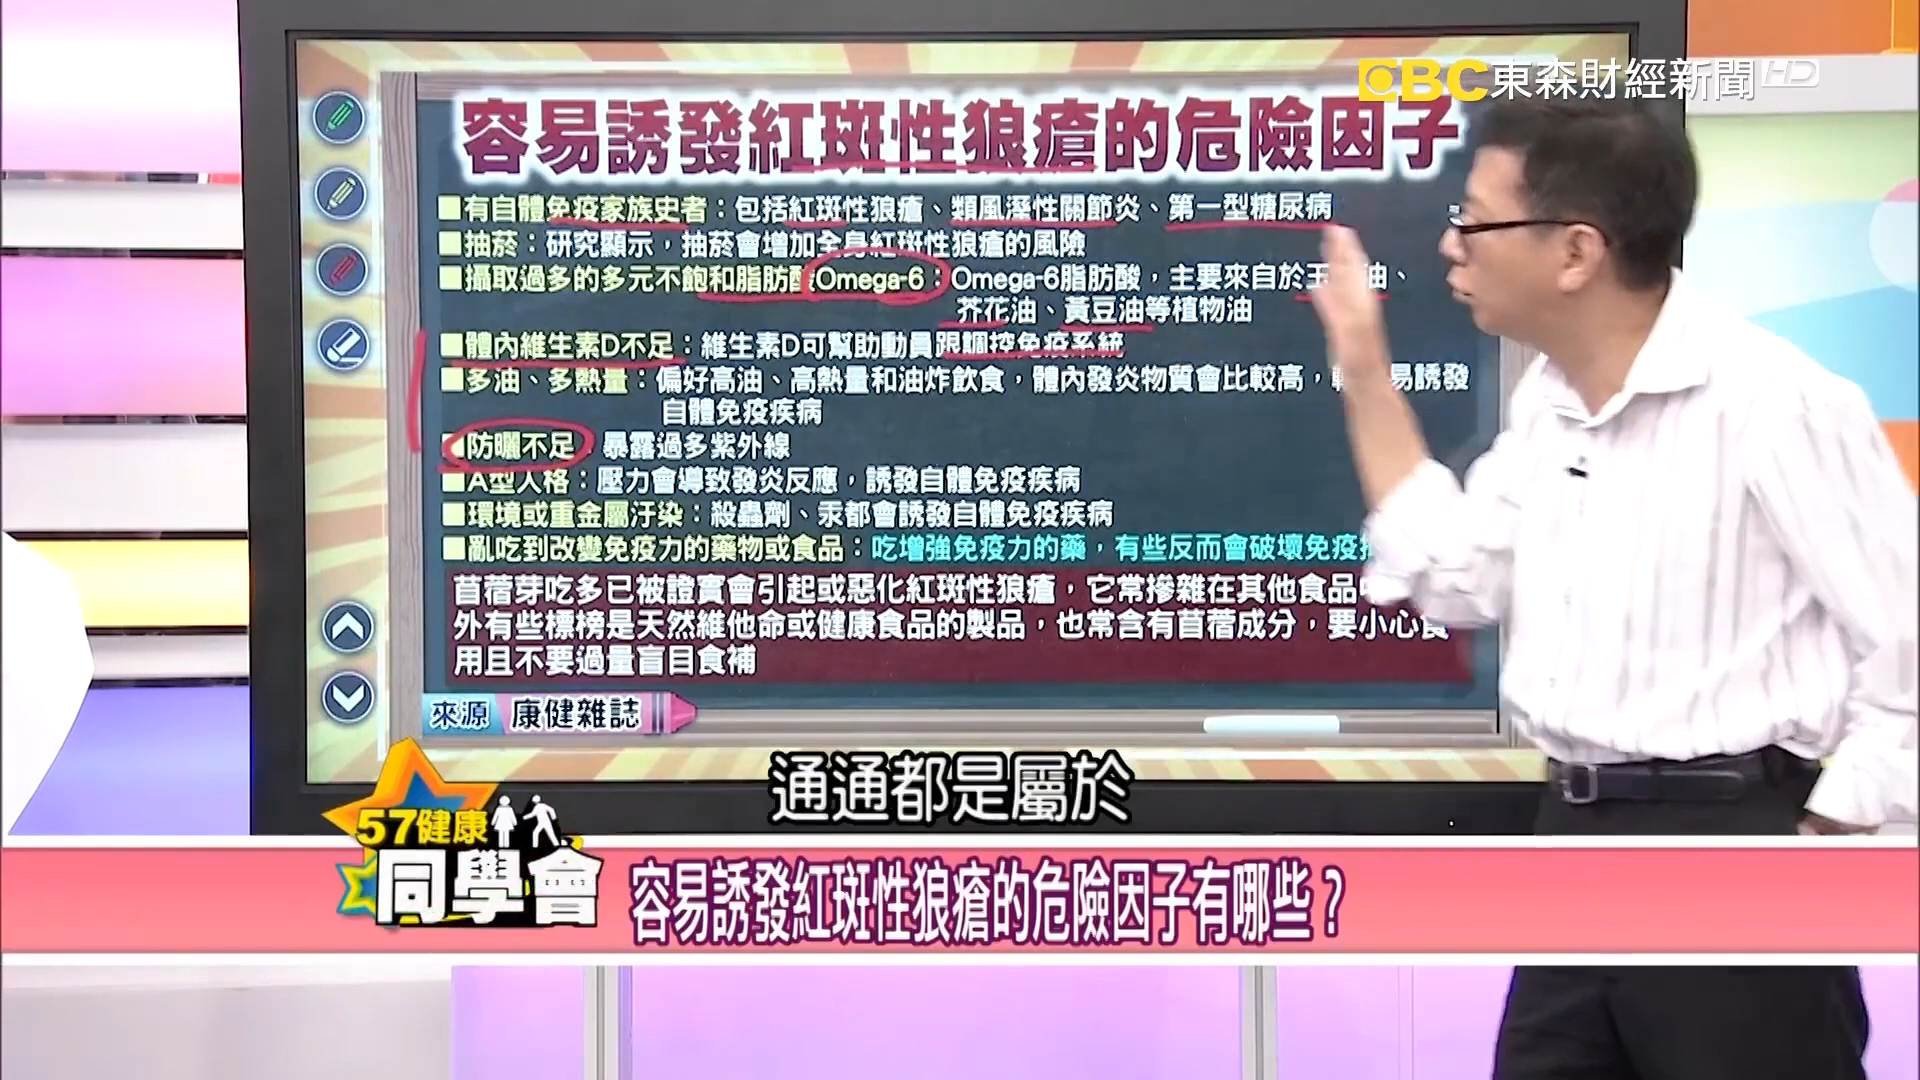 EBC東森財經新聞HD
容易誘發紅斑性狼瘡的危險因子
■有自體免疫家族史者：包括紅斑性狼瘡、類風溼性關節炎、第一型糖尿病
■抽菸：研究顯示，抽菸會增加全身紅斑性狼瘡的風險
■攝取過多的多元不飽和脂肪酸Omega-6：Omega-6脂肪酸，主要來自於玉 油、
芥花油、黃豆油等植物油
■體內維生素D不足：維生素D可幫助動員跟調控免疫系統
■多油、多熱量：偏好高油、高熱量和油炸飲食，體內發炎物質會比較高， 易誘發
自體免疫疾病
■防曬不足 暴露過多紫外線
■A型人格：壓力會導致發炎反應，誘發自體免疫疾病
■環境或重金屬汙染：殺蟲劑、汞都會誘發自體免疫疾病
■亂吃到改變免疫力的藥物或食品：吃增強免疫力的藥，有些反而會破壞免疫
苜蓿芽吃多已被證實會引起或惡化紅斑性狼瘡，它常摻雜在其他食品
外有些標榜是天然維他命或健康食品的製品，也常含有苜蓿成分，要小心食
用且不要過量盲目食補
來源 康健雜誌
通通都是屬於
57健康
同學會
容易誘發紅斑性狼瘡的危險因子有哪些？